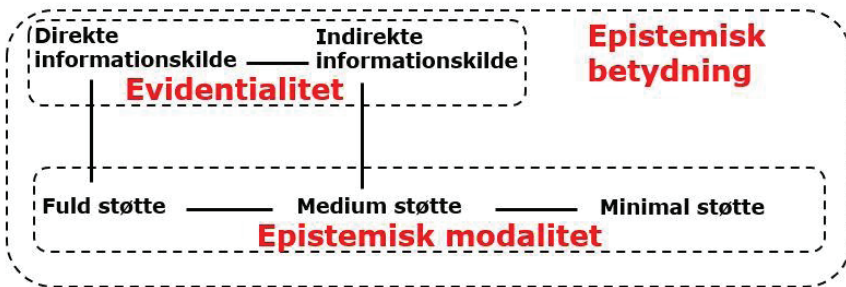 Direkte
informationskilde
Indirekte
informationskilde
Evidentialitet
Epistemisk
betydning
Fuld støtte
Medium støtte
Minimal støtte
Epistemisk modalitet